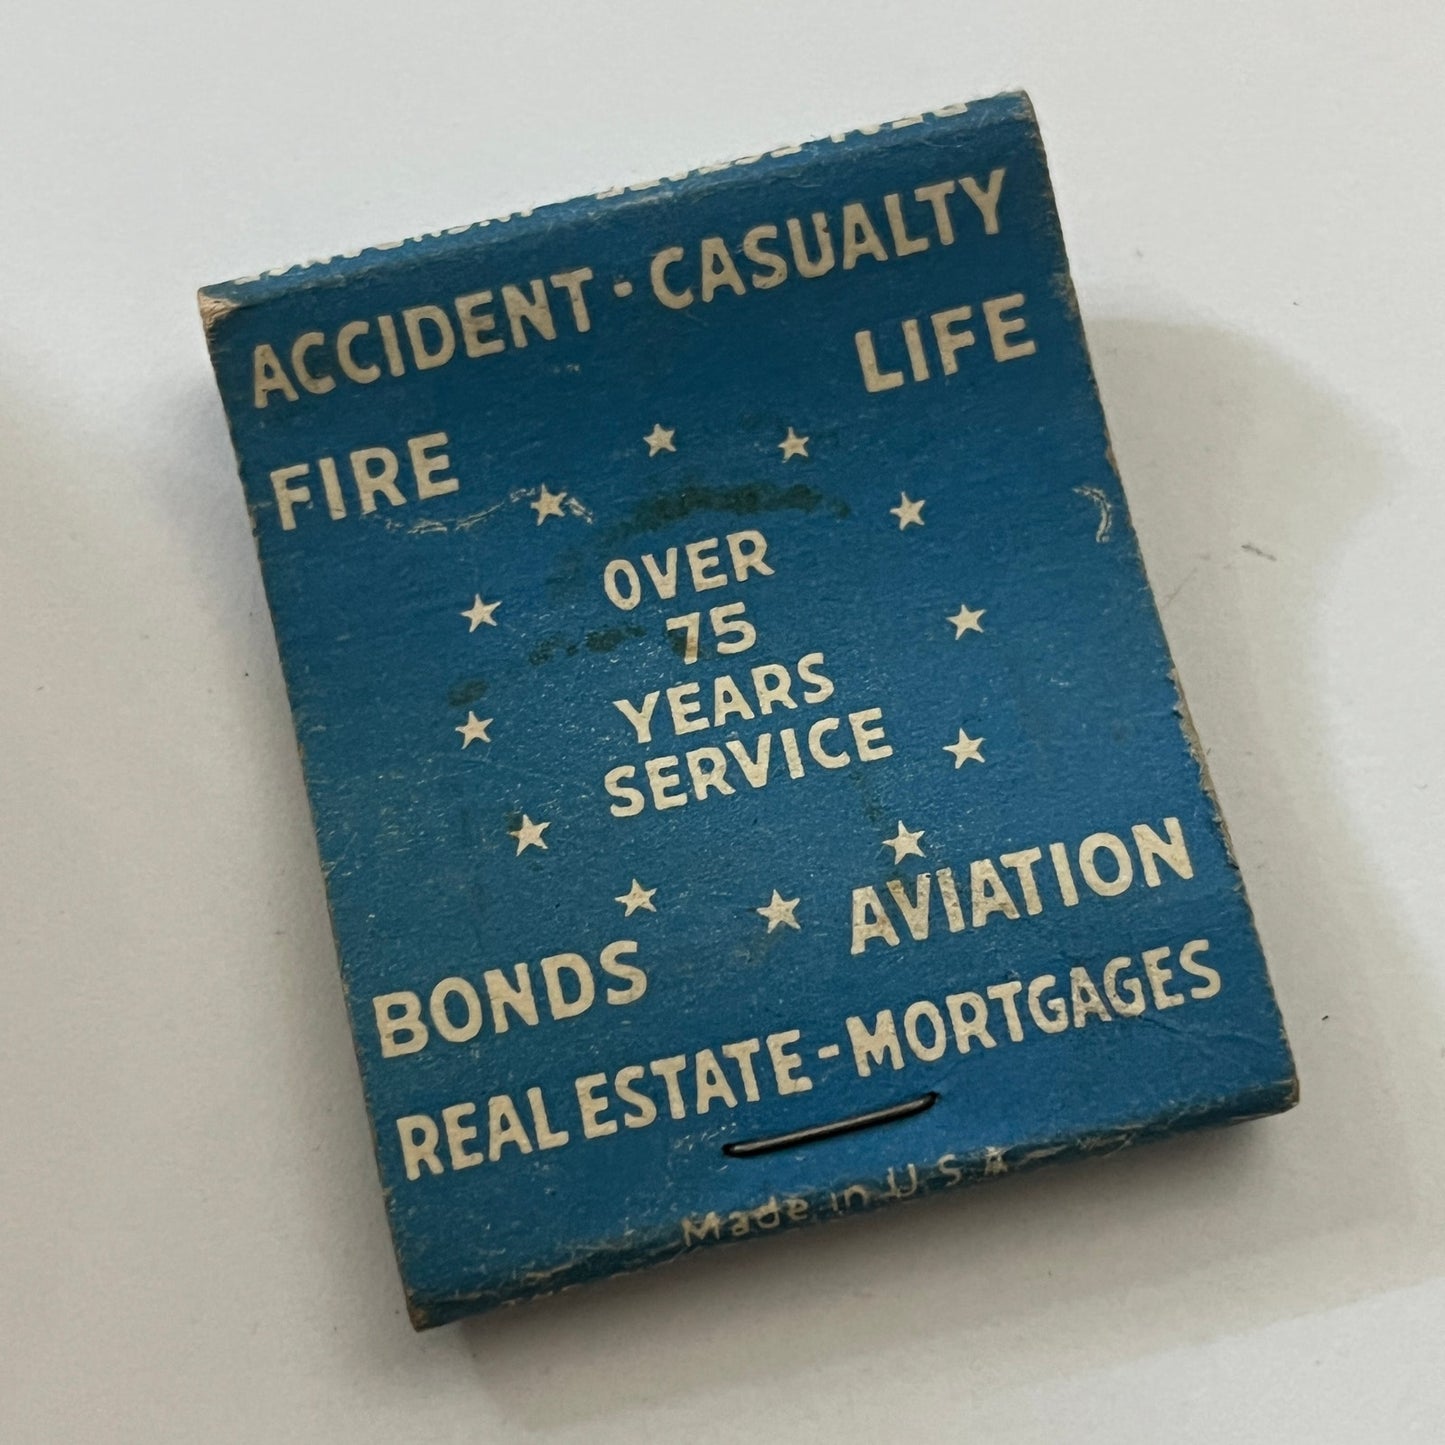 ACCIDENT · CASUALTY
LIFE
FIRE
OVER
75
YEARS
SERVICE
AVIATION
BONDS
REAL ESTATE - MORTGAGES
Made in U.S.A.